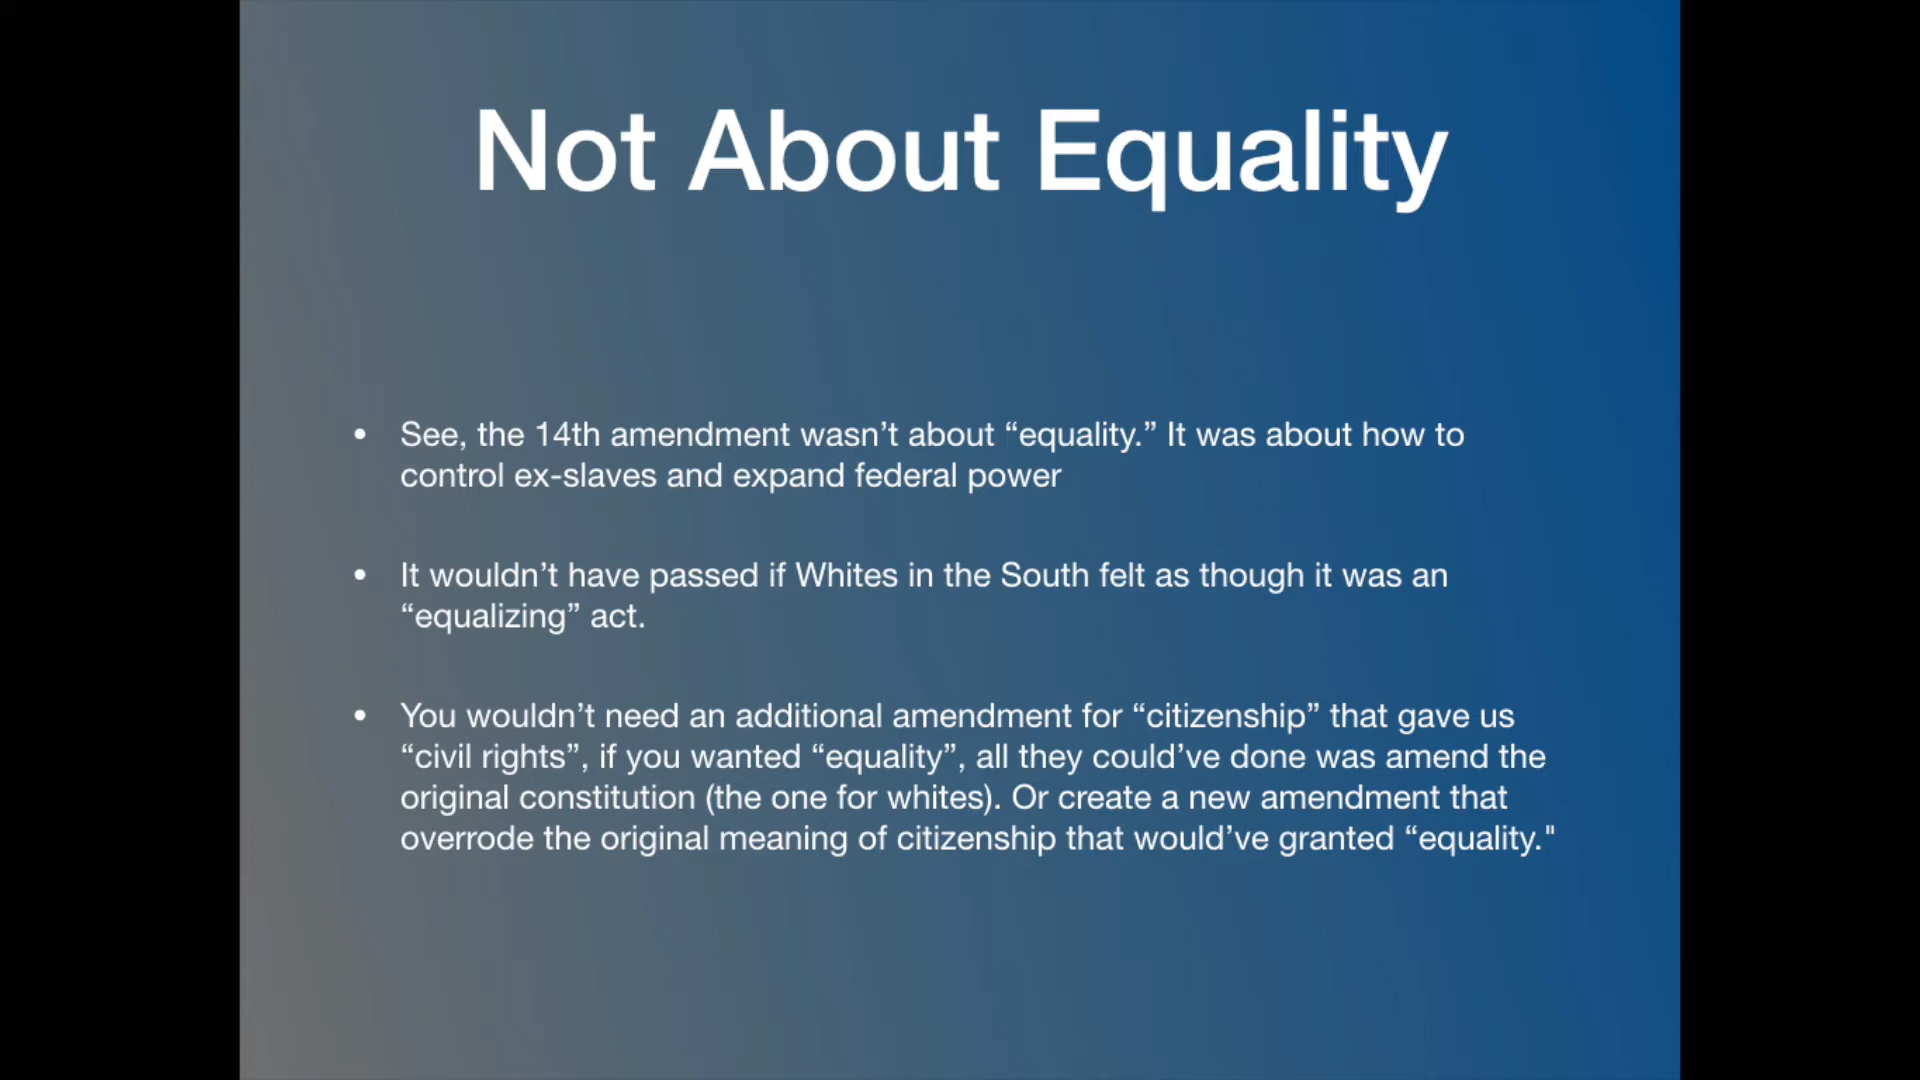 Not About Equality
• See, the 14th amendment wasn’t about “equality.” It was about how to
control ex-slaves and expand federal power
• It wouldn’t have passed if Whites in the South felt as though it was an
“equalizing” act.
• You wouldn’t need an additional amendment for “citizenship” that gave us
“civil rights”, if you wanted “equality”, all they could’ve done was amend the
original constitution (the one for whites). Or create a new amendment that
overrode the original meaning of citizenship that would’ve granted “equality."